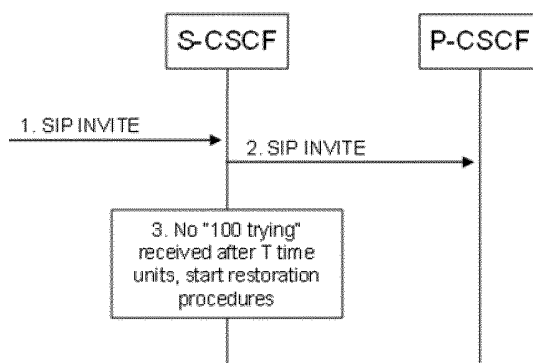 S-CSCF
P-CSCF
1. SIP INVITE
2. SIP INVITE
3. No "100 trying"
received after T time
units, start restoration
procedures